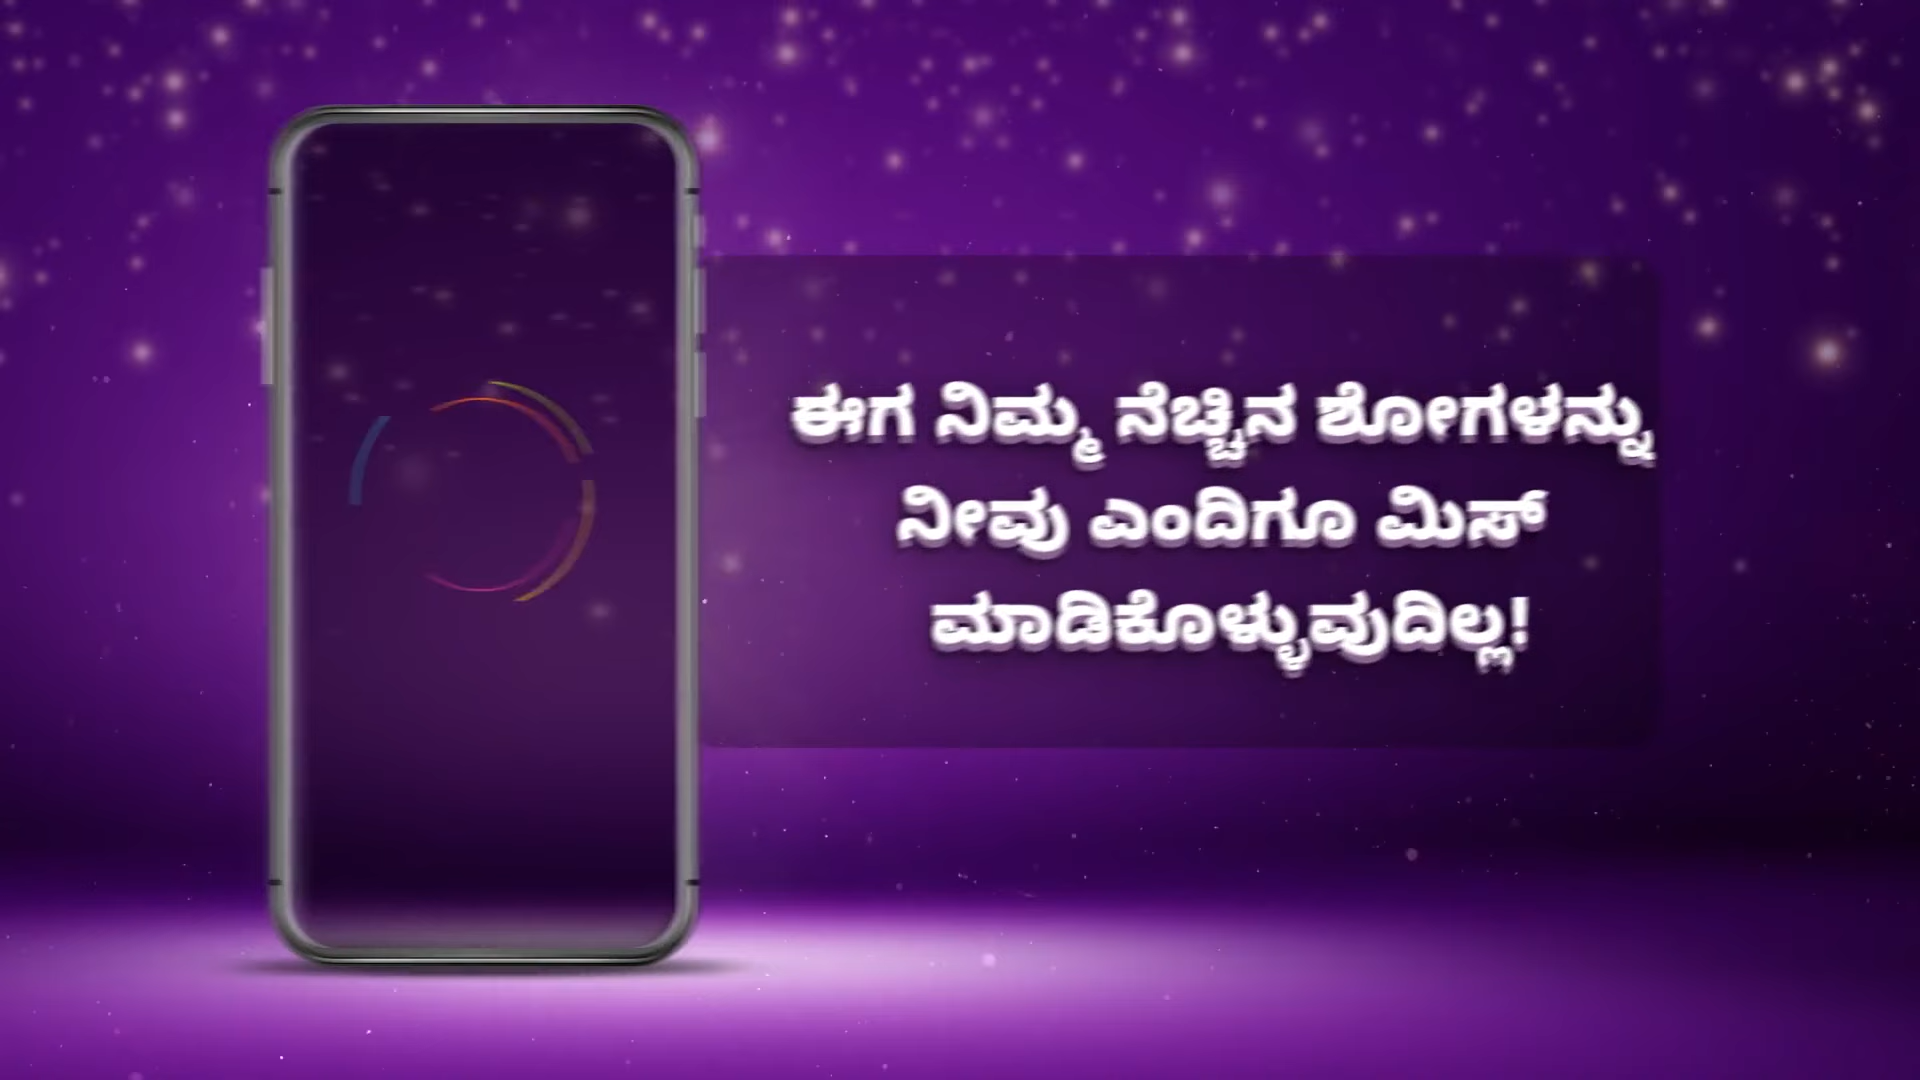 ಈಗ ನಿಮ್ಮ ನೆಚ್ಚಿನ ಶೋಗಳನ್ನು
ನೀವು ಎಂದಿಗೂ ಮಿಸ್
ಮಾಡಿಕೊಳ್ಳುವುದಿಲ್ಲ!